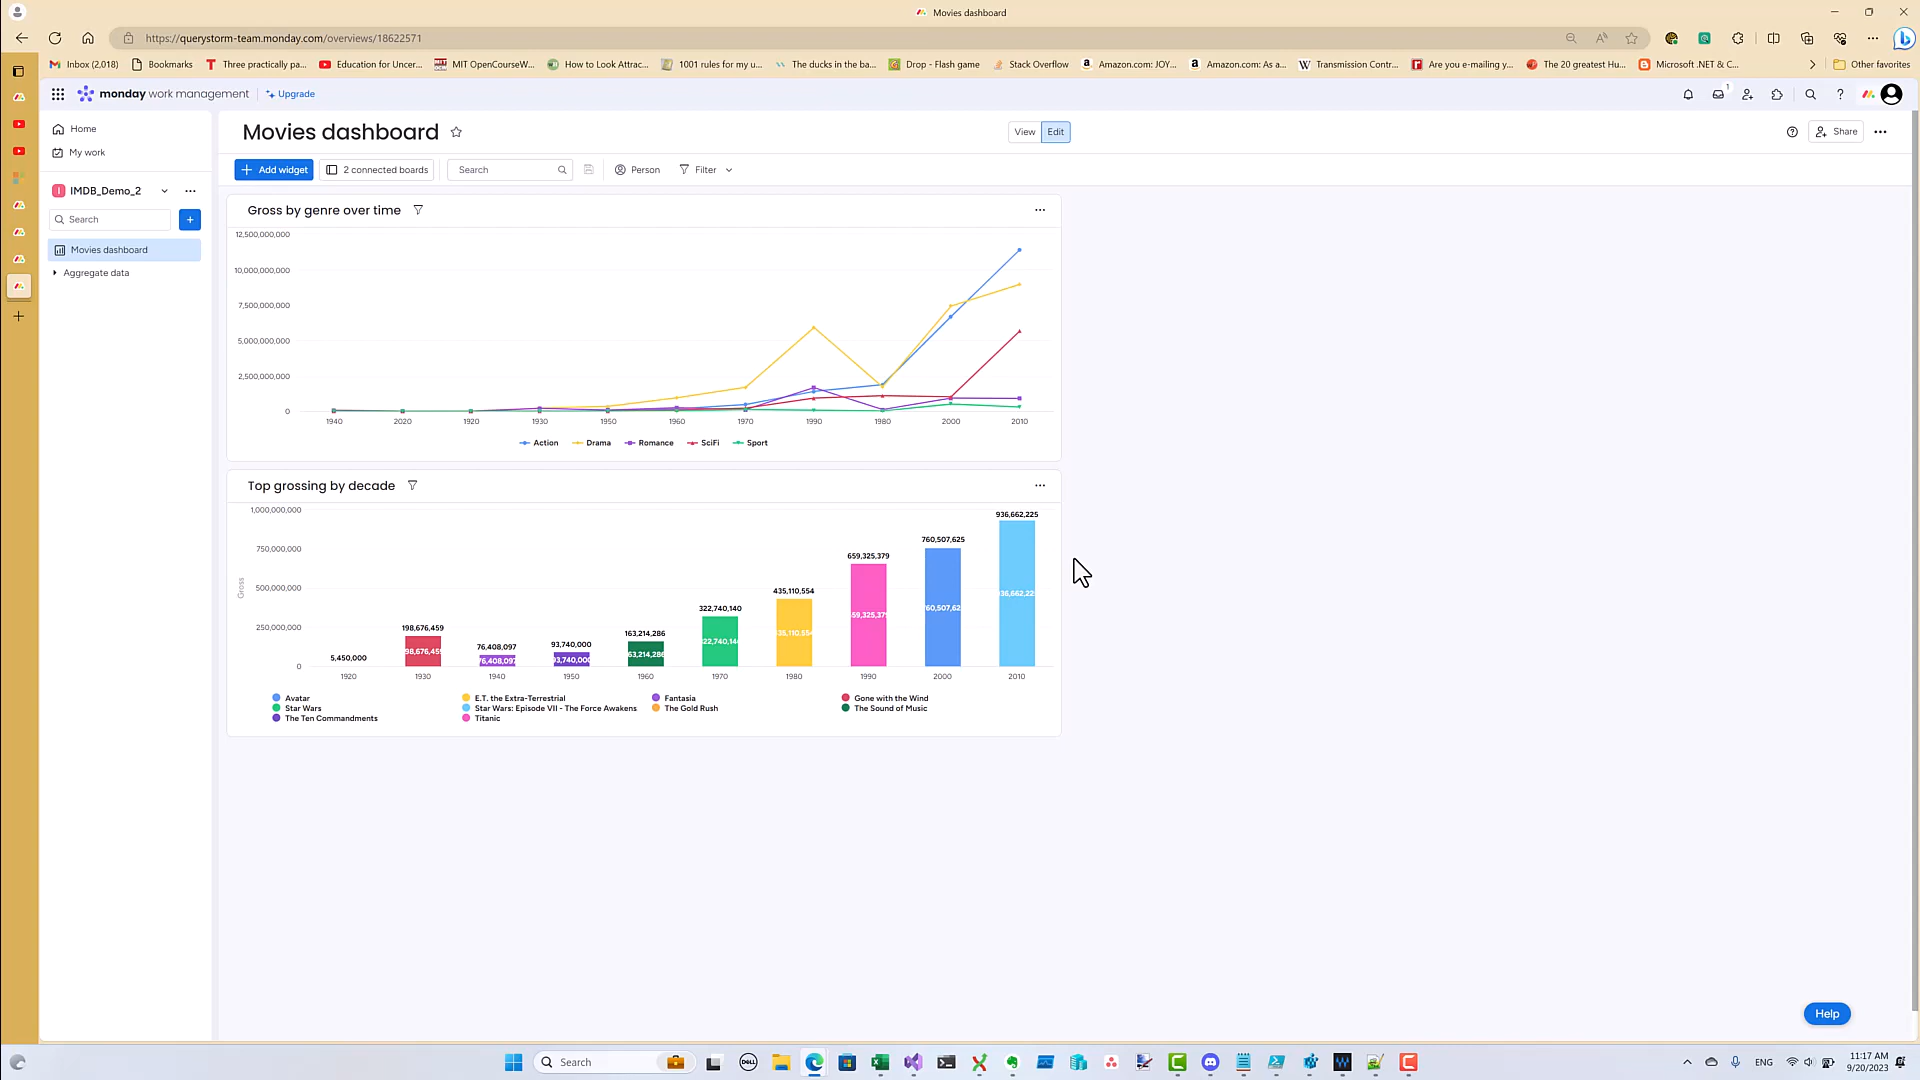 Movies dashboard
https://querystorm-team.monday.com/overviews/18622571
Inbox (2,018) Bookmarks Three practically pa... Education for Uncer... MIT OpenCourseW... How to Look Attrac... 1001 rules for my u... The ducks in the ba... Drop - Flash game Stack Overflow Amazon.com: JOY... Amazon.com: As a... Transmission Contr... Are you e-mailing y... The 20 greatest Hu... Microsoft .NET & C... Other favorites
monday work management Upgrade 1
Home
My work
I IMDB_Demo_2
Search
Movies dashboard
Aggregate data
Movies dashboard View Edit Share
Add widget 2 connected boards Search Person Filter
Gross by genre over time
12,500,000,000
10,000,000,000
7,500,000,000
5,000,000,000
2,500,000,000
0
1940 2020 1920 1930 1950 1960 1970 1990 1980 2000 2010
Action Drama Romance SciFi Sport
Top grossing by decade
Gross
1,000,000,000
750,000,000
500,000,000
250,000,000
0
5,450,000
198,676,459
76,408,097
93,740,000
163,214,286
322,740,140
435,110,554
659,325,379
760,507,625
936,662,225
1920 1930 1940 1950 1960 1970 1980 1990 2000 2010
Avatar E.T. the Extra-Terrestrial Fantasia Gone with the Wind
Star Wars Star Wars: Episode VII - The Force Awakens The Gold Rush The Sound of Music
The Ten Commandments Titanic
Help
Search DELL ENG 11:17 AM
9/20/2023